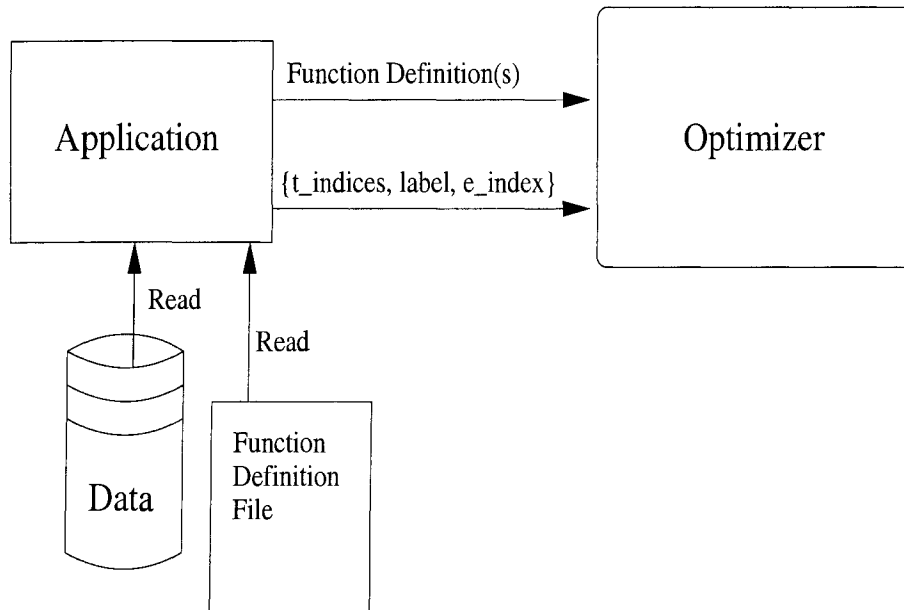 Function Definition(s)
Application
Optimizer
{t_indices, label, e_index}
Read
Read
Function
Definition
File
Data